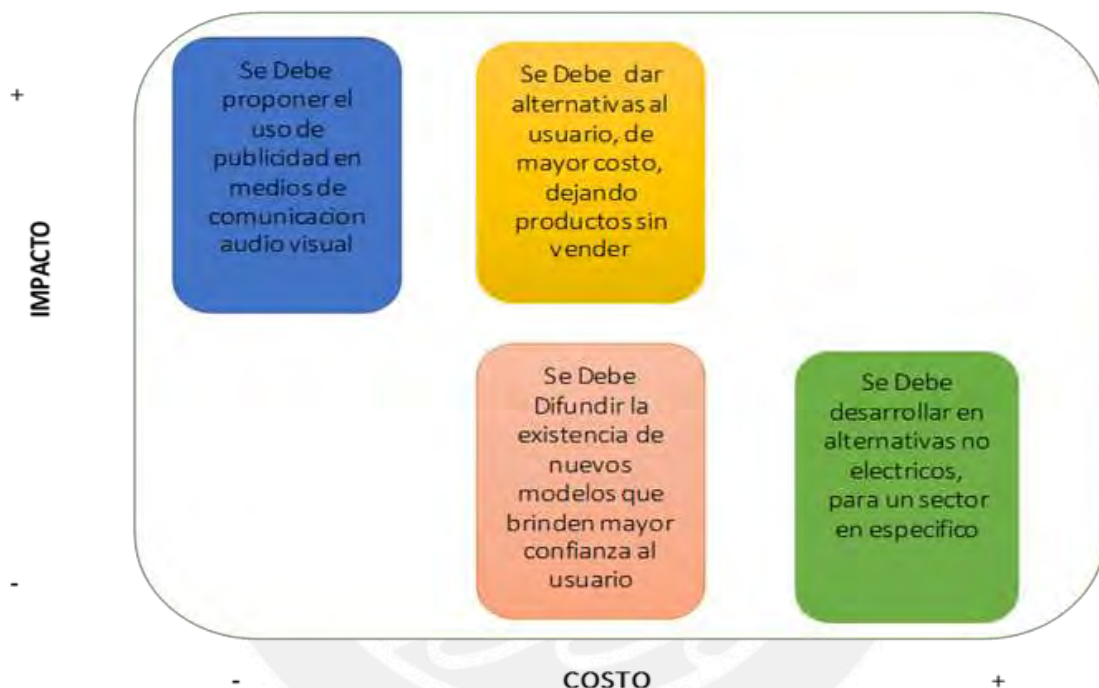 +
IMPACTO
-
Se Debe
proponer el
uso de
publicidad en
medios de
comunicacion
audio visual
Se Debe dar
alternativas al
usuario, de
mayor costo,
dejando
productos sin
vender
Se Debe
Difundir la
existencia de
nuevos
modelos que
brinden mayor
confianza al
usuario
Se Debe
desarrollar en
alternativas no
electricos,
para un sector
en especifico
-
COSTO
+